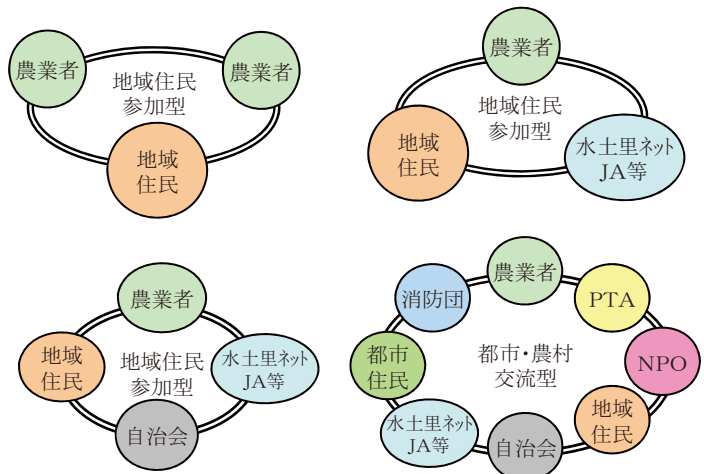 農業者
農業者
地域住民
参加型
地域
住民
農業者
地域住民
参加型
地域
住民
水土里ネット
JA等
農業者
地域
住民
地域住民
参加型
水土里ネット
JA等
自治会
農業者
消防団
PTA
都市
住民
都市・農村
交流型
NPO
水土里ネット
JA等
自治会
地域
住民